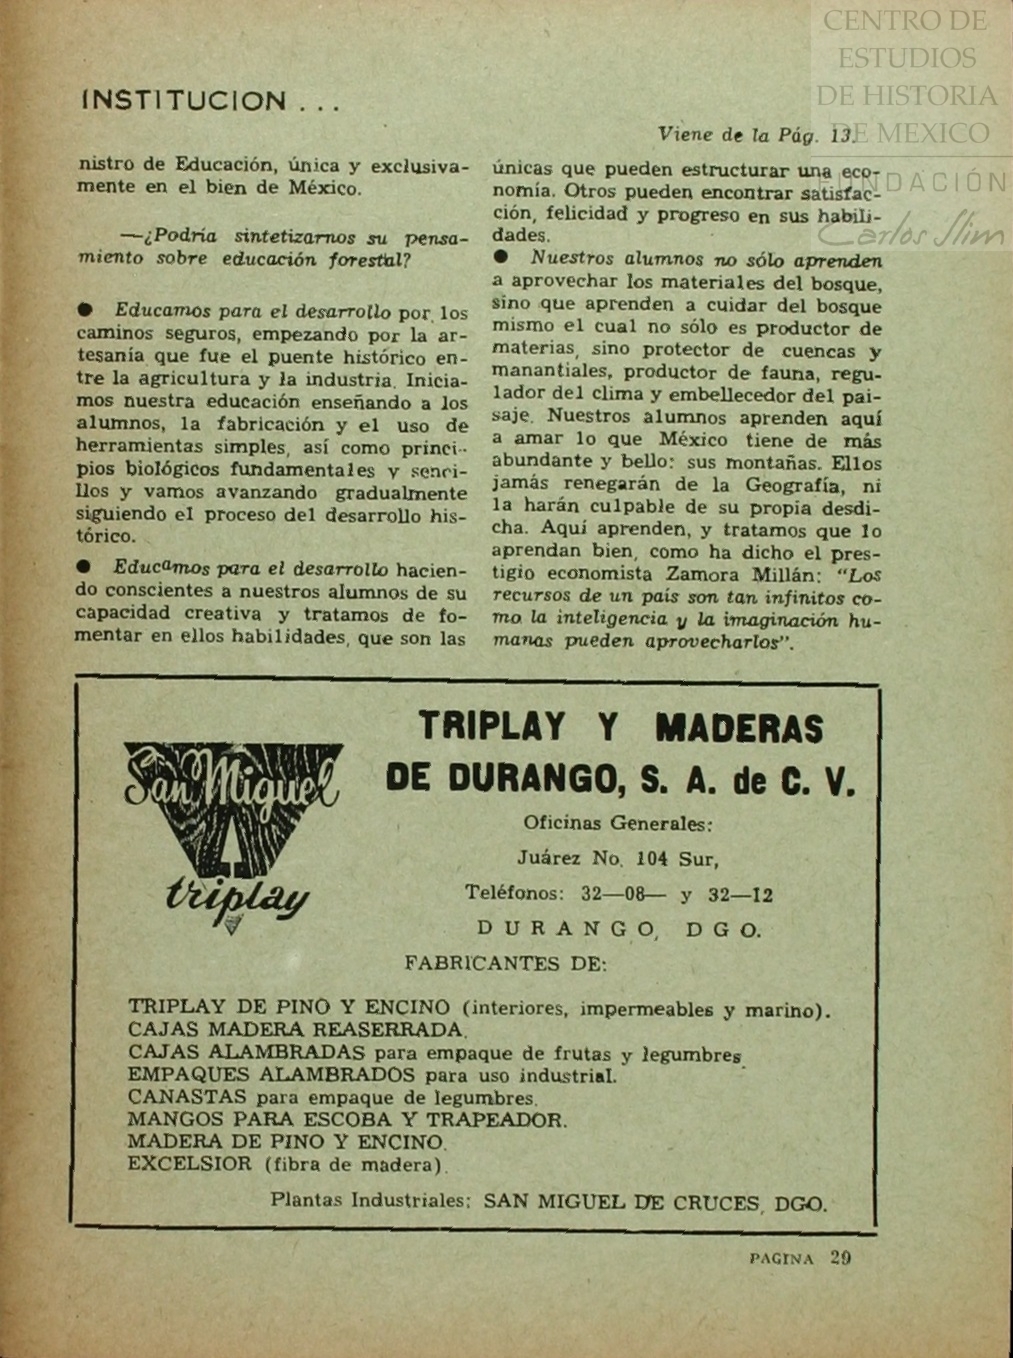 CENTRO DE
ESTUDIOS
DE HISTORIA
DE MEXICO
FUNDACIÓN
Carlos Slim
INSTITUCION . . .
Viene de la Pág. 13.
nistro de Educación, única y exclusiva-
mente en el bien de México.
—¿Podría sintetizarnos su pensa-
miento sobre educación forestal?
● Educamos para el desarrollo por los
caminos seguros, empezando por la ar-
tesanía que fue el puente histórico en-
tre la agricultura y la industria. Inicia-
mos nuestra educación enseñando a los
alumnos, la fabricación y el uso de
herramientas simples, así como princi-
pios biológicos fundamentales y senci-
llos y vamos avanzando gradualmente
siguiendo el proceso del desarrollo his-
tórico.
● Educamos para el desarrollo hacien-
do conscientes a nuestros alumnos de su
capacidad creativa y tratamos de fo-
mentar en ellos habilidades, que son las
únicas que pueden estructurar una eco-
nomía. Otros pueden encontrar satisfac-
ción, felicidad y progreso en sus habili-
dades.
● Nuestros alumnos no sólo aprenden
a aprovechar los materiales del bosque,
sino que aprenden a cuidar del bosque
mismo el cual no sólo es productor de
materias, sino protector de cuencas y
manantiales, productor de fauna, regu-
lador del clima y embellecedor del pai-
saje. Nuestros alumnos aprenden aquí
a amar lo que México tiene de más
abundante y bello: sus montañas. Ellos
jamás renegarán de la Geografía, ni
la harán culpable de su propia desdi-
cha. Aquí aprenden, y tratamos que lo
aprendan bien, como ha dicho el pres-
tigio economista Zamora Millán: "Los
recursos de un país son tan infinitos co-
mo la inteligencia y la imaginación hu-
manas pueden aprovecharlos".
San Miguel
triplay
TRIPLAY Y MADERAS
DE DURANGO, S. A. de C. V.
Oficinas Generales:
Juárez No. 104 Sur,
Teléfonos: 32—08— y 32—12
DURANGO, DGO.
FABRICANTES DE:
TRIPLAY DE PINO Y ENCINO (interiores, impermeables y marino).
CAJAS MADERA REASERRADA.
CAJAS ALAMBRADAS para empaque de frutas y legumbres.
EMPAQUES ALAMBRADOS para uso industrial.
CANASTAS para empaque de legumbres.
MANGOS PARA ESCOBA Y TRAPEADOR.
MADERA DE PINO Y ENCINO.
EXCELSIOR (fibra de madera).
Plantas Industriales: SAN MIGUEL DE CRUCES, DGO.
PAGINA 29